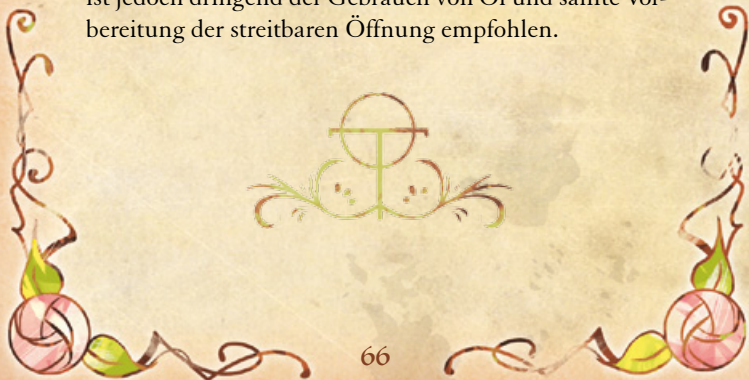 ist jedoch dringend der Gebrauch von Öl und sanfte Vor-
bereitung der streitbaren Öffnung empfohlen.
66